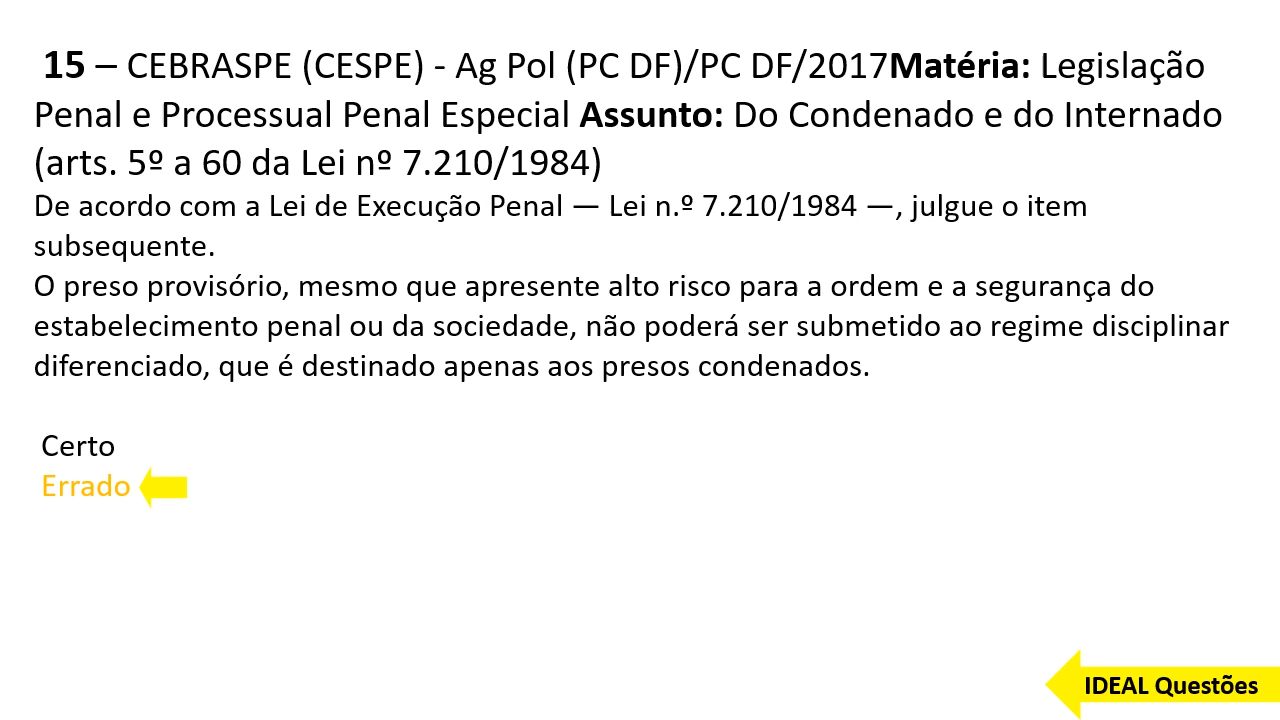 15 – CEBRASPE (CESPE) - Ag Pol (PC DF)/PC DF/2017Matéria: Legislação
Penal e Processual Penal Especial Assunto: Do Condenado e do Internado
(arts. 5º a 60 da Lei nº 7.210/1984)
De acordo com a Lei de Execução Penal — Lei n.º 7.210/1984 —, julgue o item
subsequente.
O preso provisório, mesmo que apresente alto risco para a ordem e a segurança do
estabelecimento penal ou da sociedade, não poderá ser submetido ao regime disciplinar
diferenciado, que é destinado apenas aos presos condenados.
Certo
Errado
IDEAL Questões